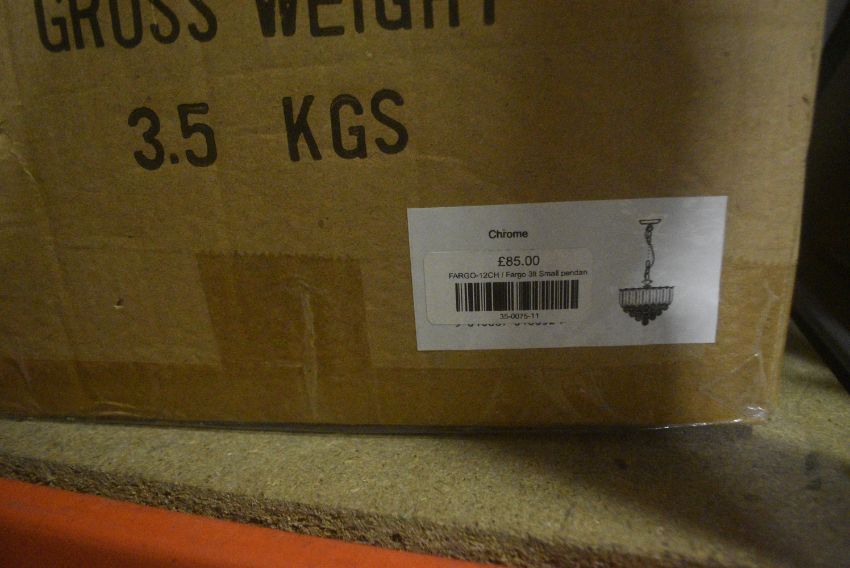 GROSS WEIGHT
3.5 KGS
Chrome
£85.00
FARGO-12CH / Fargo 3lt Small pendan
35-0075-11